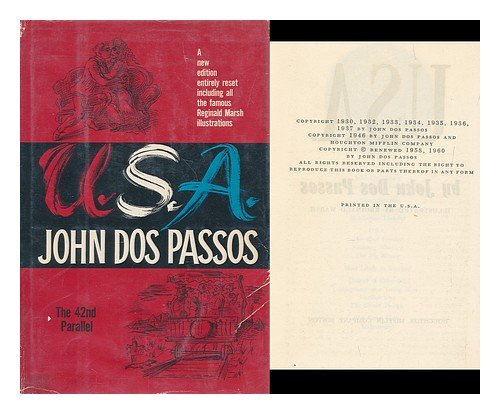 A
new
edition
entirely reset
including all
the famous
Reginald Marsh
illustrations
U.S.A.
JOHN DOS PASSOS
The 42nd
Parallel
COPYRIGHT 1930, 1932, 1933, 1934, 1935, 1936,
1937 BY JOHN DOS PASSOS
COPYRIGHT 1946 BY JOHN DOS PASSOS AND
HOUGHTON MIFFLIN COMPANY
COPYRIGHT © RENEWED 1958, 1960
BY JOHN DOS PASSOS
ALL RIGHTS RESERVED INCLUDING THE RIGHT TO
REPRODUCE THIS BOOK OR PARTS THEREOF IN ANY FORM
PRINTED IN THE U.S.A.